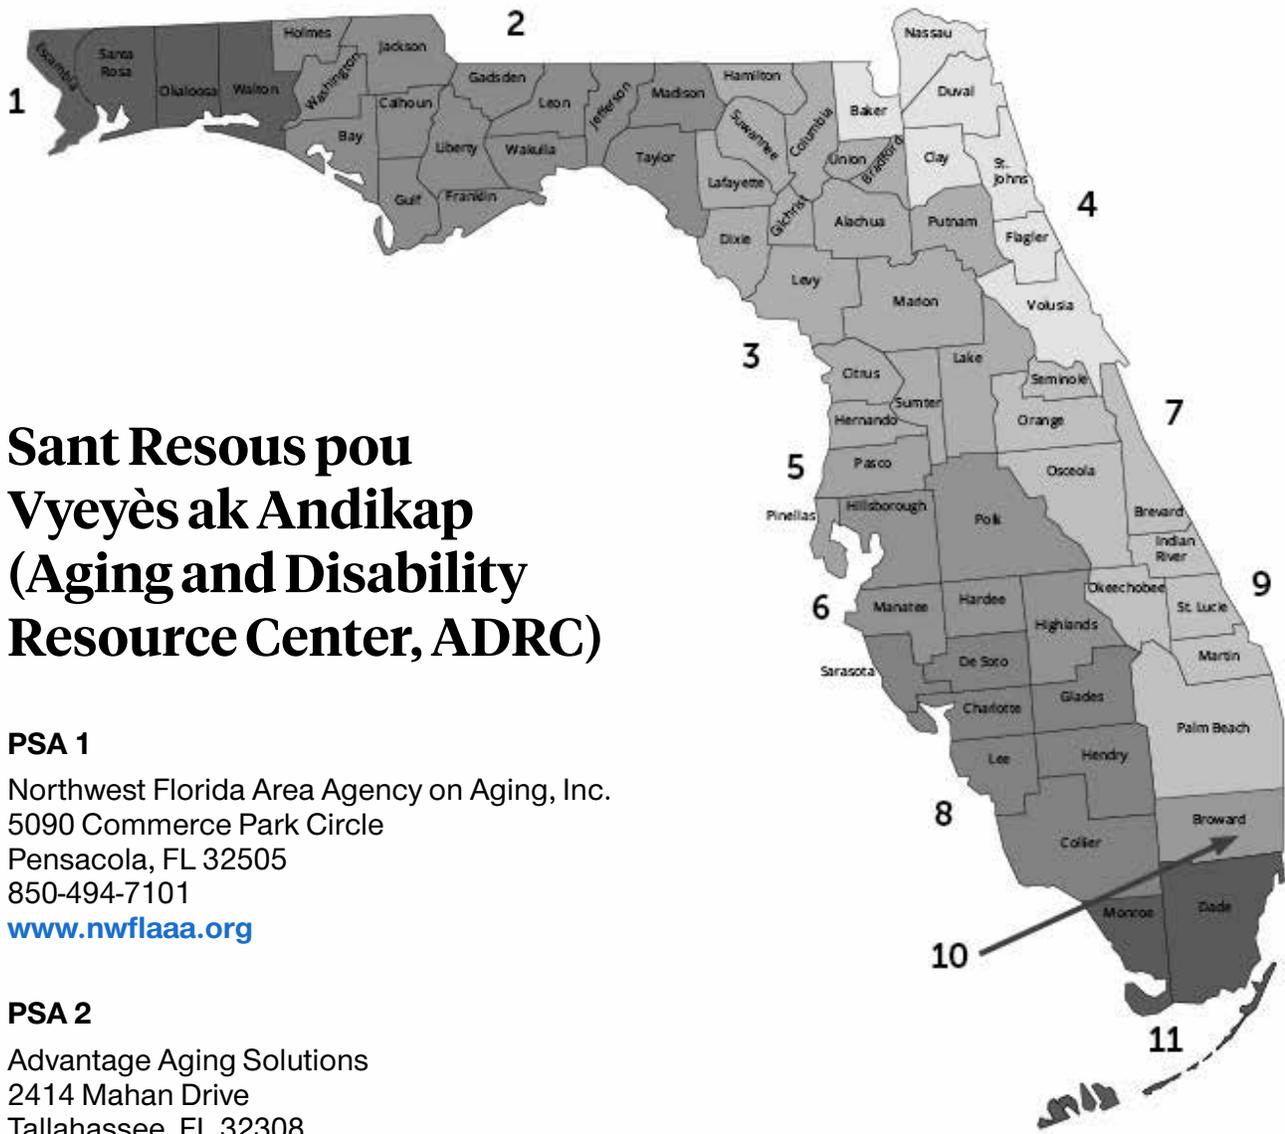 2
Holmes
Jackson
Escambia
Santa
Rosa
Okaloosa
Walton
Washington
1
Calhoun
Bay
Gulf
Gadsden
Liberty
Franklin
Leon
Wakulla
Jefferson
Madison
Taylor
Hamilton
Suwannee
Lafayette
Dixie
Columbia
Gilchrist
Levy
Baker
Union
Bradford
Alachua
Nassau
Duval
Clay
St.
Johns
Putnam
Flagler
4
Marion
Volusia
3
Citrus
Sumter
Lake
Hernando
Seminole
Orange
7
5
Pasco
Osceola
Pinellas
Hillsborough
Polk
Brevard
Indian
River
9
6
Manatee
Hardee
Highlands
Okeechobee
St. Lucie
Sarasota
De Soto
Martin
Charlotte
Glades
Palm Beach
Lee
Hendry
8
Collier
Broward
Monroe
Dade
10
11
Sant Resous pou
Vyeyès ak Andikap
(Aging and Disability
Resource Center, ADRC)
PSA 1
Northwest Florida Area Agency on Aging, Inc.
5090 Commerce Park Circle
Pensacola, FL 32505
850-494-7101
www.nwflaaa.org
PSA 2
Advantage Aging Solutions
2414 Mahan Drive
Tallahassee, FL 32308